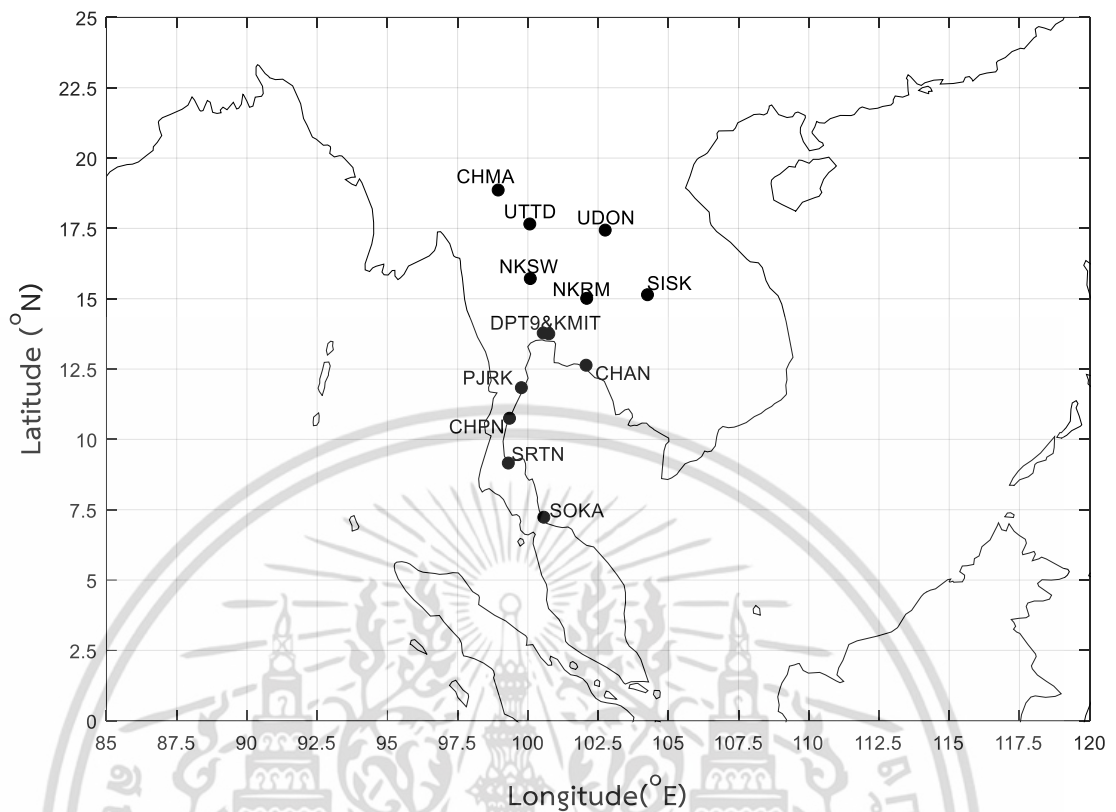 25
22.5
20
17.5
15
12.5
10
7.5
5
2.5
0
Latitude (°N)
CHMA
UTTD
UDON
NKSW
NKRM
SISK
DPT9&KMIT
CHAN
PJRK
CHPN
SRTN
SOKA
85 87.5 90 92.5 95 97.5 100 102.5 105 107.5 110 112.5 115 117.5 120
Longitude(°E)